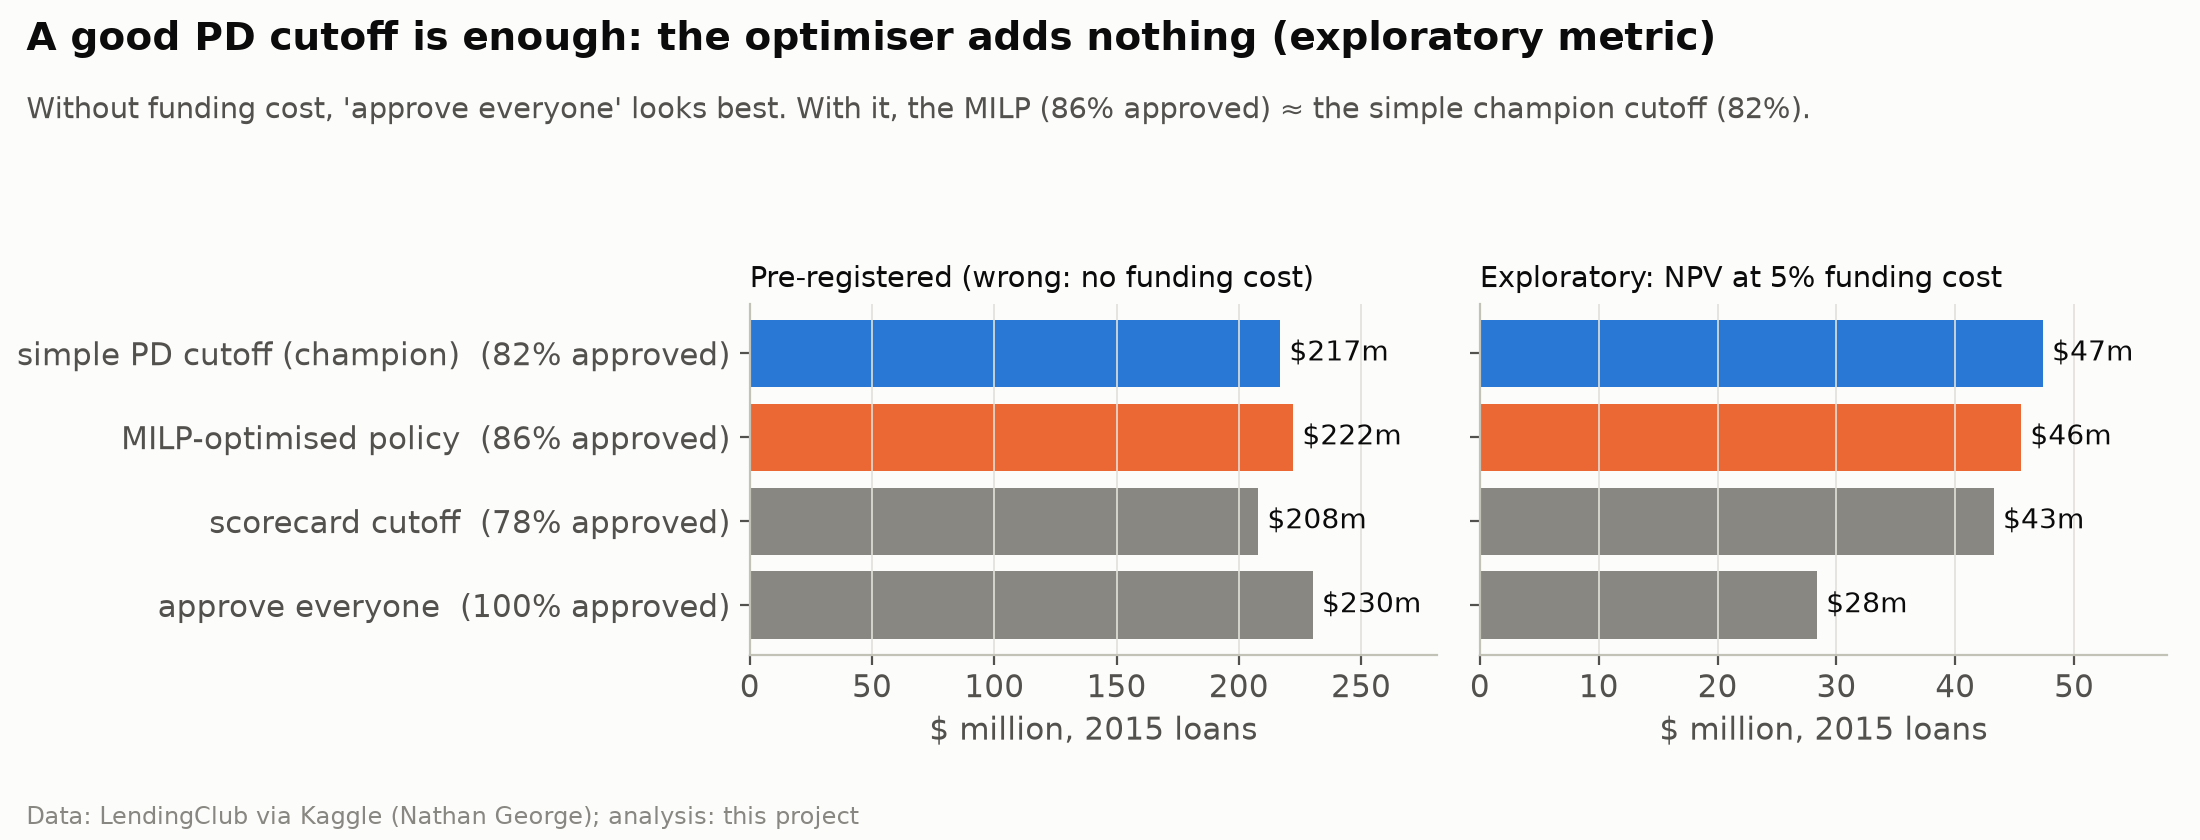 A good PD cutoff is enough: the optimiser adds nothing (exploratory metric)
Without funding cost, 'approve everyone' looks best. With it, the MILP (86% approved) ≈ the simple champion cutoff (82%).
Pre-registered (wrong: no funding cost)
simple PD cutoff (champion)  (82% approved)
$217m
MILP-optimised policy  (86% approved)
$222m
scorecard cutoff  (78% approved)
$208m
approve everyone  (100% approved)
$230m
0 50 100 150 200 250
$ million, 2015 loans
Exploratory: NPV at 5% funding cost
$47m
$46m
$43m
$28m
0 10 20 30 40 50
$ million, 2015 loans
Data: LendingClub via Kaggle (Nathan George); analysis: this project